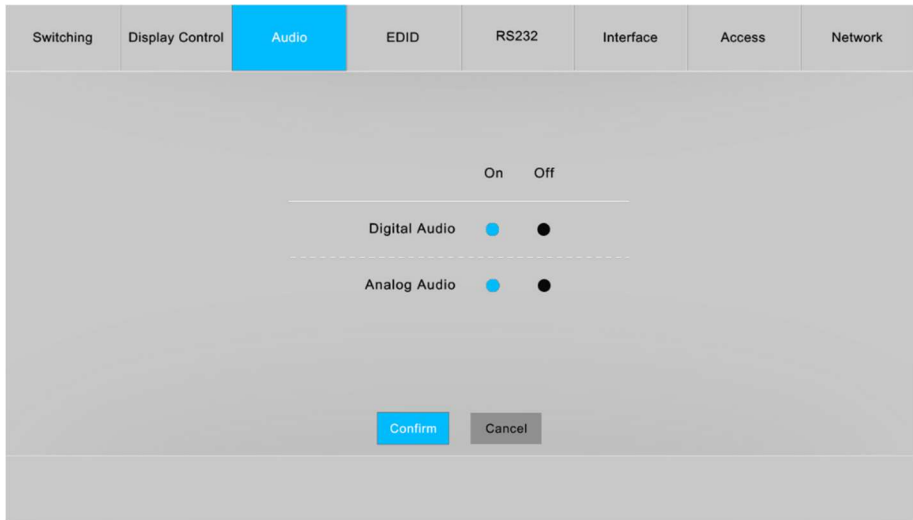 Switching Display Control Audio EDID RS232 Interface Access Network
On Off
Digital Audio
Analog Audio
Confirm Cancel